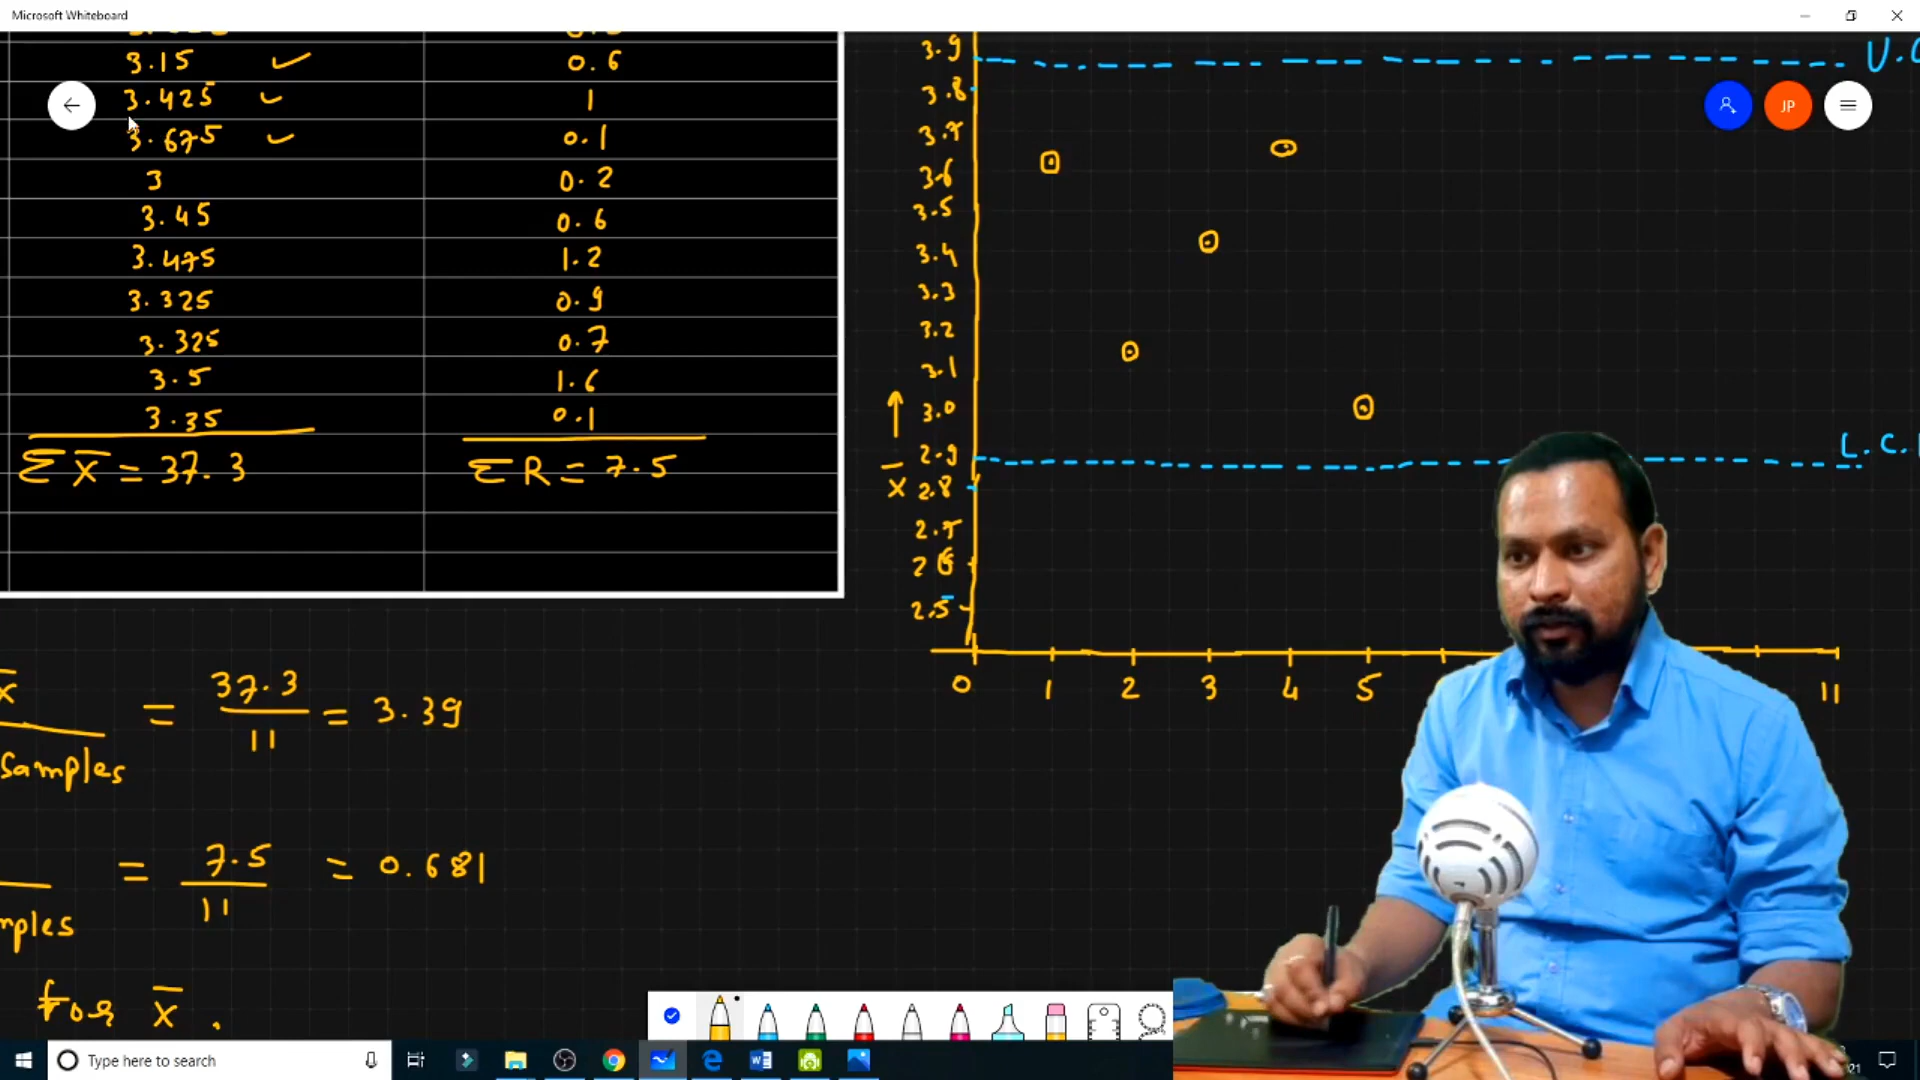 Microsoft Whiteboard
3.15 ✓ 0.6
3.425 ✓ 1
3.675 ✓ 0.1
3 0.2
3.45 0.6
3.475 1.2
3.325 0.9
3.325 0.7
3.5 1.6
3.35 0.1
Σ x̄ = 37.3 Σ R = 7.5
x̄
samples
= 37.3 / 11 = 3.39
= 7.5 / 11 = 0.681
for x̄ .
3.9
3.8
3.7
3.6
3.5
3.4
3.3
3.2
3.1
3.0
2.9
x̄ 2.8
2.7
2.6
2.5
0 1 2 3 4 5 11
U.C
L.C.
JP
Type here to search